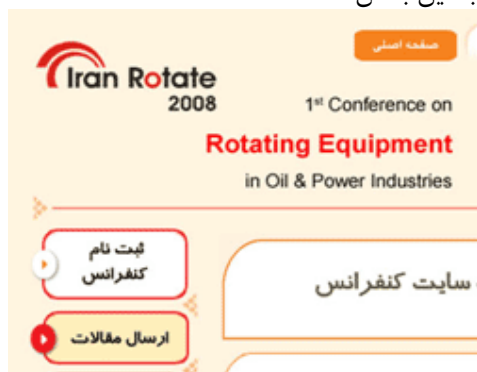 صفحه اصلی
Iran Rotate
2008
1st Conference on
Rotating Equipment
in Oil & Power Industries
ثبت نام
کنفرانس
سایت کنفرانس
ارسال مقالات